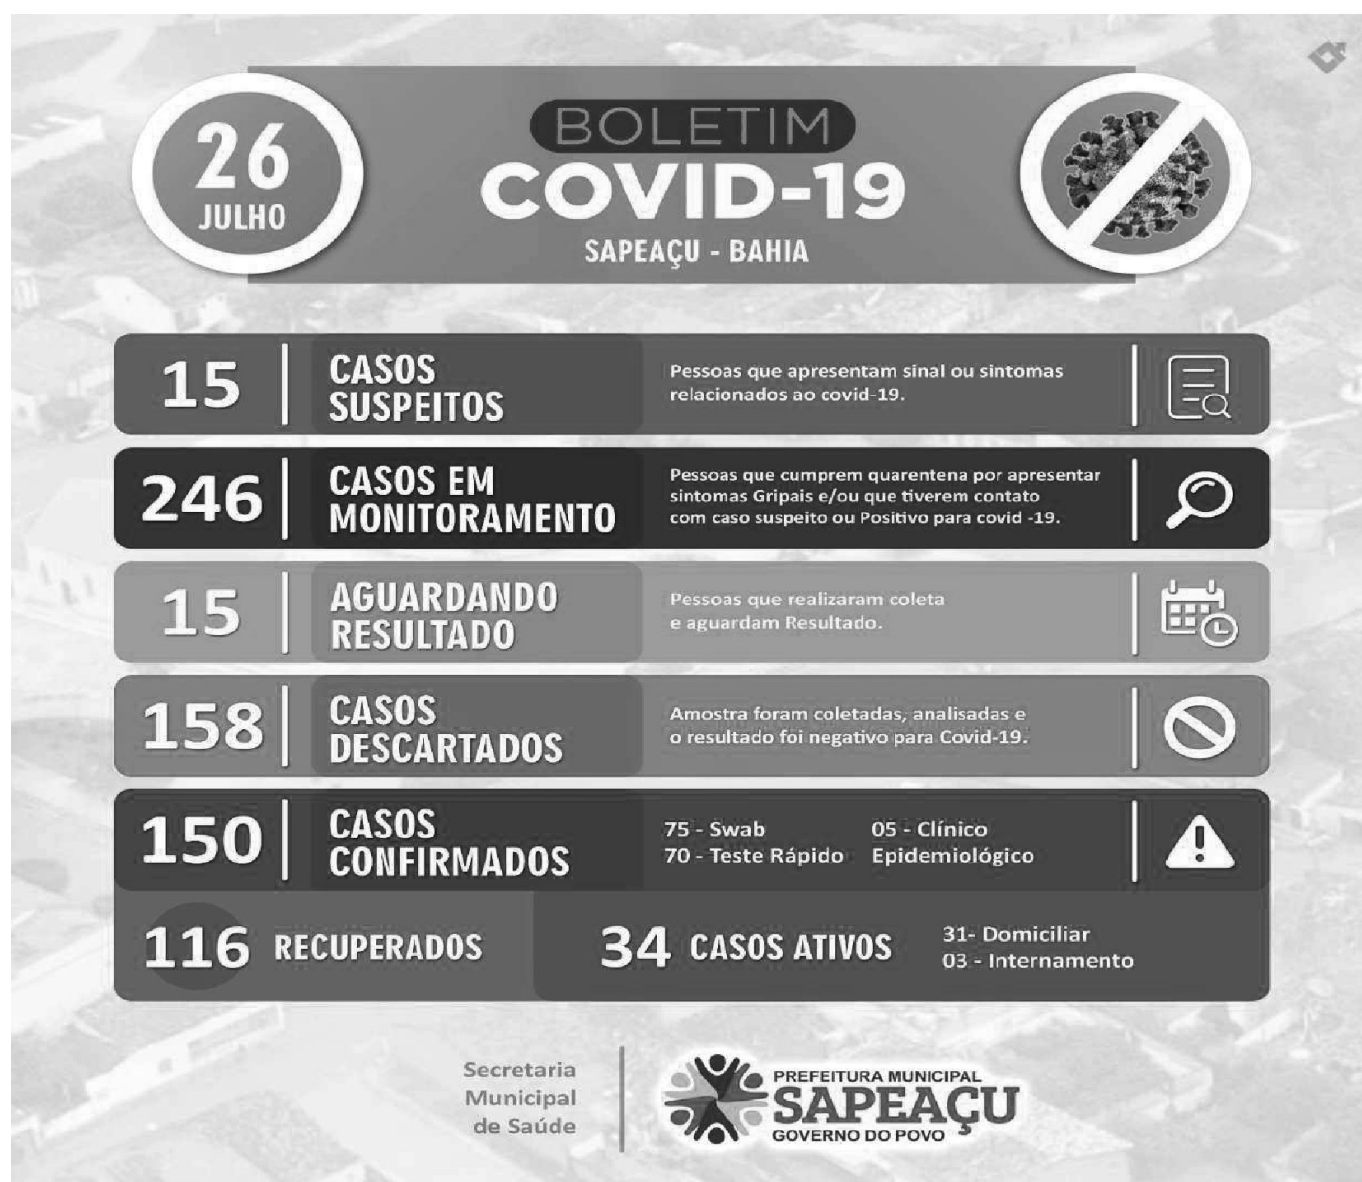 26
JULHO
BOLETIM
COVID-19
SAPEAÇU - BAHIA
15
CASOS
SUSPEITOS
Pessoas que apresentam sinal ou sintomas
relacionados ao covid-19.
246
CASOS EM
MONITORAMENTO
Pessoas que cumprem quarentena por apresentar
sintomas Gripais e/ou que tiverem contato
com caso suspeito ou Positivo para covid -19.
15
AGUARDANDO
RESULTADO
Pessoas que realizaram coleta
e aguardam Resultado.
158
CASOS
DESCARTADOS
Amostra foram coletadas, analisadas e
o resultado foi negativo para Covid-19.
150
CASOS
CONFIRMADOS
75 - Swab
70 - Teste Rápido
05 - Clínico
Epidemiológico
116 RECUPERADOS
34 CASOS ATIVOS
31- Domiciliar
03 - Internamento
Secretaria
Municipal
de Saúde
PREFEITURA MUNICIPAL
SAPEAÇU
GOVERNO DO POVO